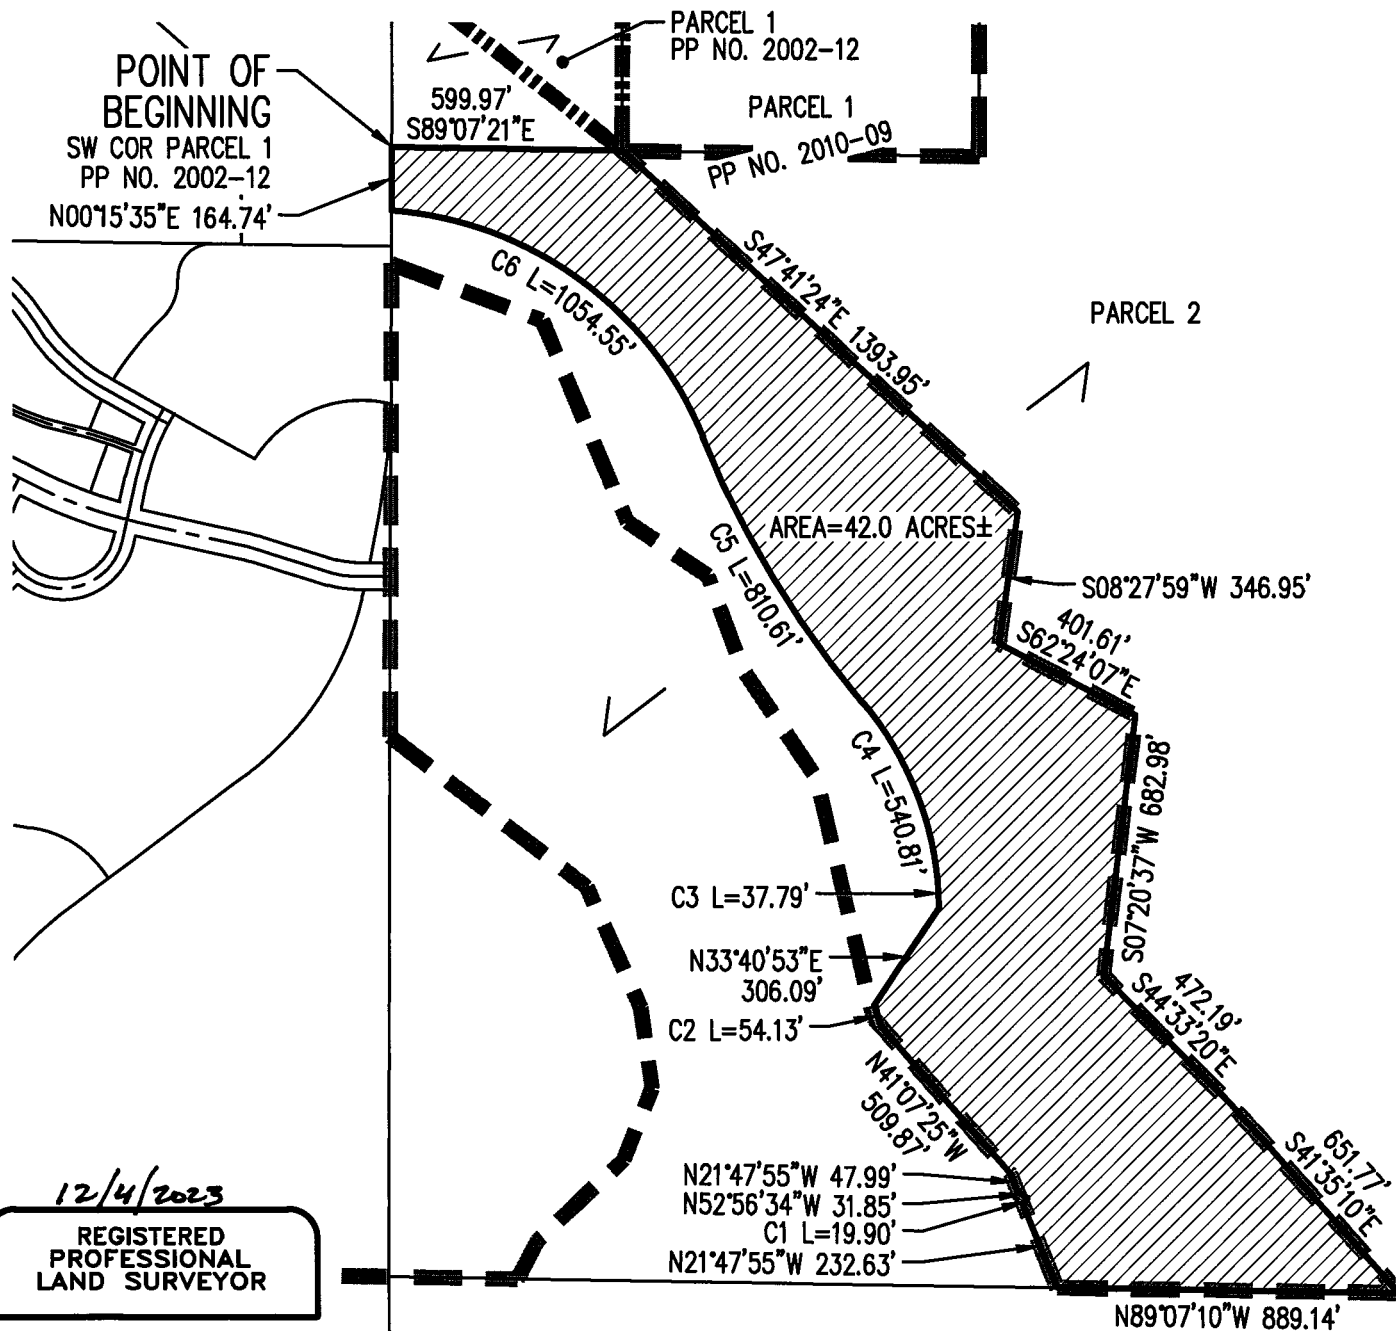 PARCEL 1
PP NO. 2002-12
POINT OF
BEGINNING
SW COR PARCEL 1
PP NO. 2002-12
N00°15'35"E 164.74'
599.97'
S89°07'21"E
PARCEL 1
PP NO. 2010-09
S47°41'24"E 1393.95'
PARCEL 2
C6 L=1054.55'
AREA=42.0 ACRES±
C5 L=810.61'
S08°27'59"W 346.95'
401.61'
S62°24'07"E
C4 L=540.81'
S07°20'37"W 682.98'
C3 L=37.79'
N33°40'53"E
306.09'
C2 L=54.13'
472.19'
S44°33'20"E
N41°07'25"W
509.87'
651.77'
S41°35'10"E
N21°47'55"W 47.99'
N52°56'34"W 31.85'
C1 L=19.90'
N21°47'55"W 232.63'
N89°07'10"W 889.14'
12/4/2023
REGISTERED
PROFESSIONAL
LAND SURVEYOR